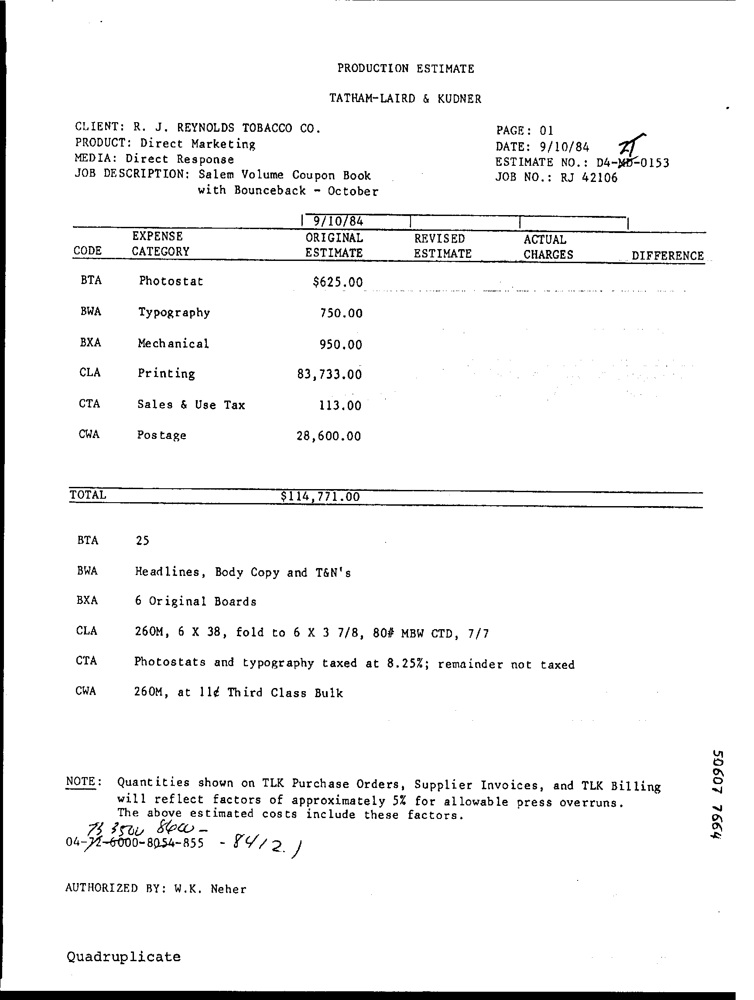 PRODUCTION ESTIMATE
TATHAM-LAIRD & KUDNER
CLIENT: R. J. REYNOLDS TOBACCO CO.
PRODUCT: Direct Marketing
MEDIA: Direct Response
JOB DESCRIPTION: Salem Volume Coupon Book
with Bounceback - October
PAGE: 01
DATE: 9/10/84
ESTIMATE NO.: D4-MD-0153
JOB NO.: RJ 42106
9/10/84
CODE EXPENSE CATEGORY ORIGINAL ESTIMATE REVISED ESTIMATE ACTUAL CHARGES DIFFERENCE
BTA Photostat $625.00
BWA Typography 750.00
BXA Mechanical 950.00
CLA Printing 83,733.00
CTA Sales & Use Tax 113.00
CWA Postage 28,600.00
TOTAL $114,771.00
BTA 25
BWA Headlines, Body Copy and T&N's
BXA 6 Original Boards
CLA 260M, 6 X 38, fold to 6 X 3 7/8, 80# MBW CTD, 7/7
CTA Photostats and typography taxed at 8.25%; remainder not taxed
CWA 260M, at 11¢ Third Class Bulk
NOTE: Quantities shown on TLK Purchase Orders, Supplier Invoices, and TLK Billing
will reflect factors of approximately 5% for allowable press overruns.
The above estimated costs include these factors.
73 3500 8600 -
04-72-6000-8054-855 - 8412.1
AUTHORIZED BY: W.K. Neher
Quadruplicate
50607 7664